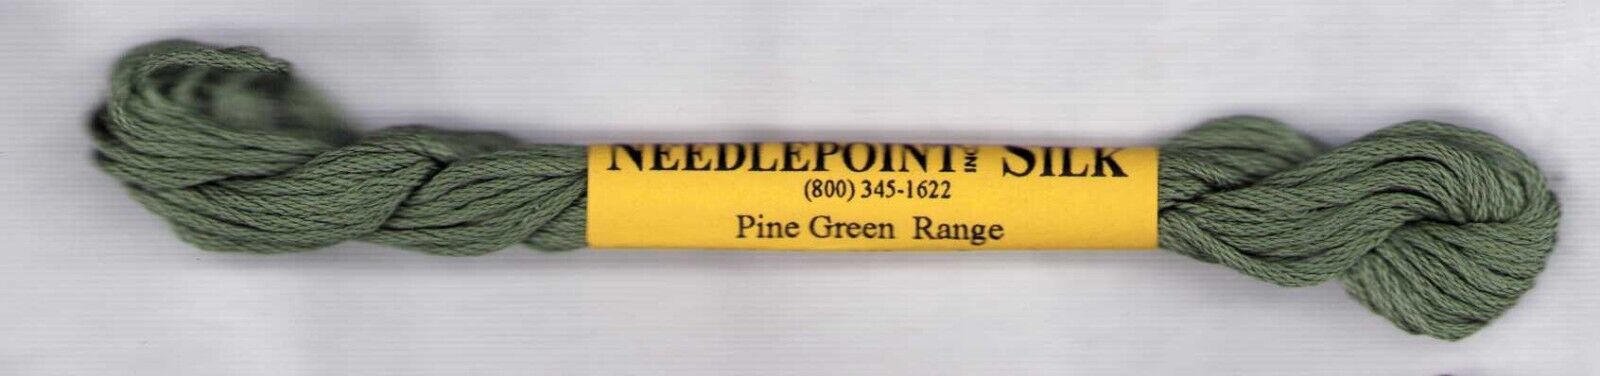 NEEDLEPOINT INC SILK
(800) 345-1622
Pine Green Range